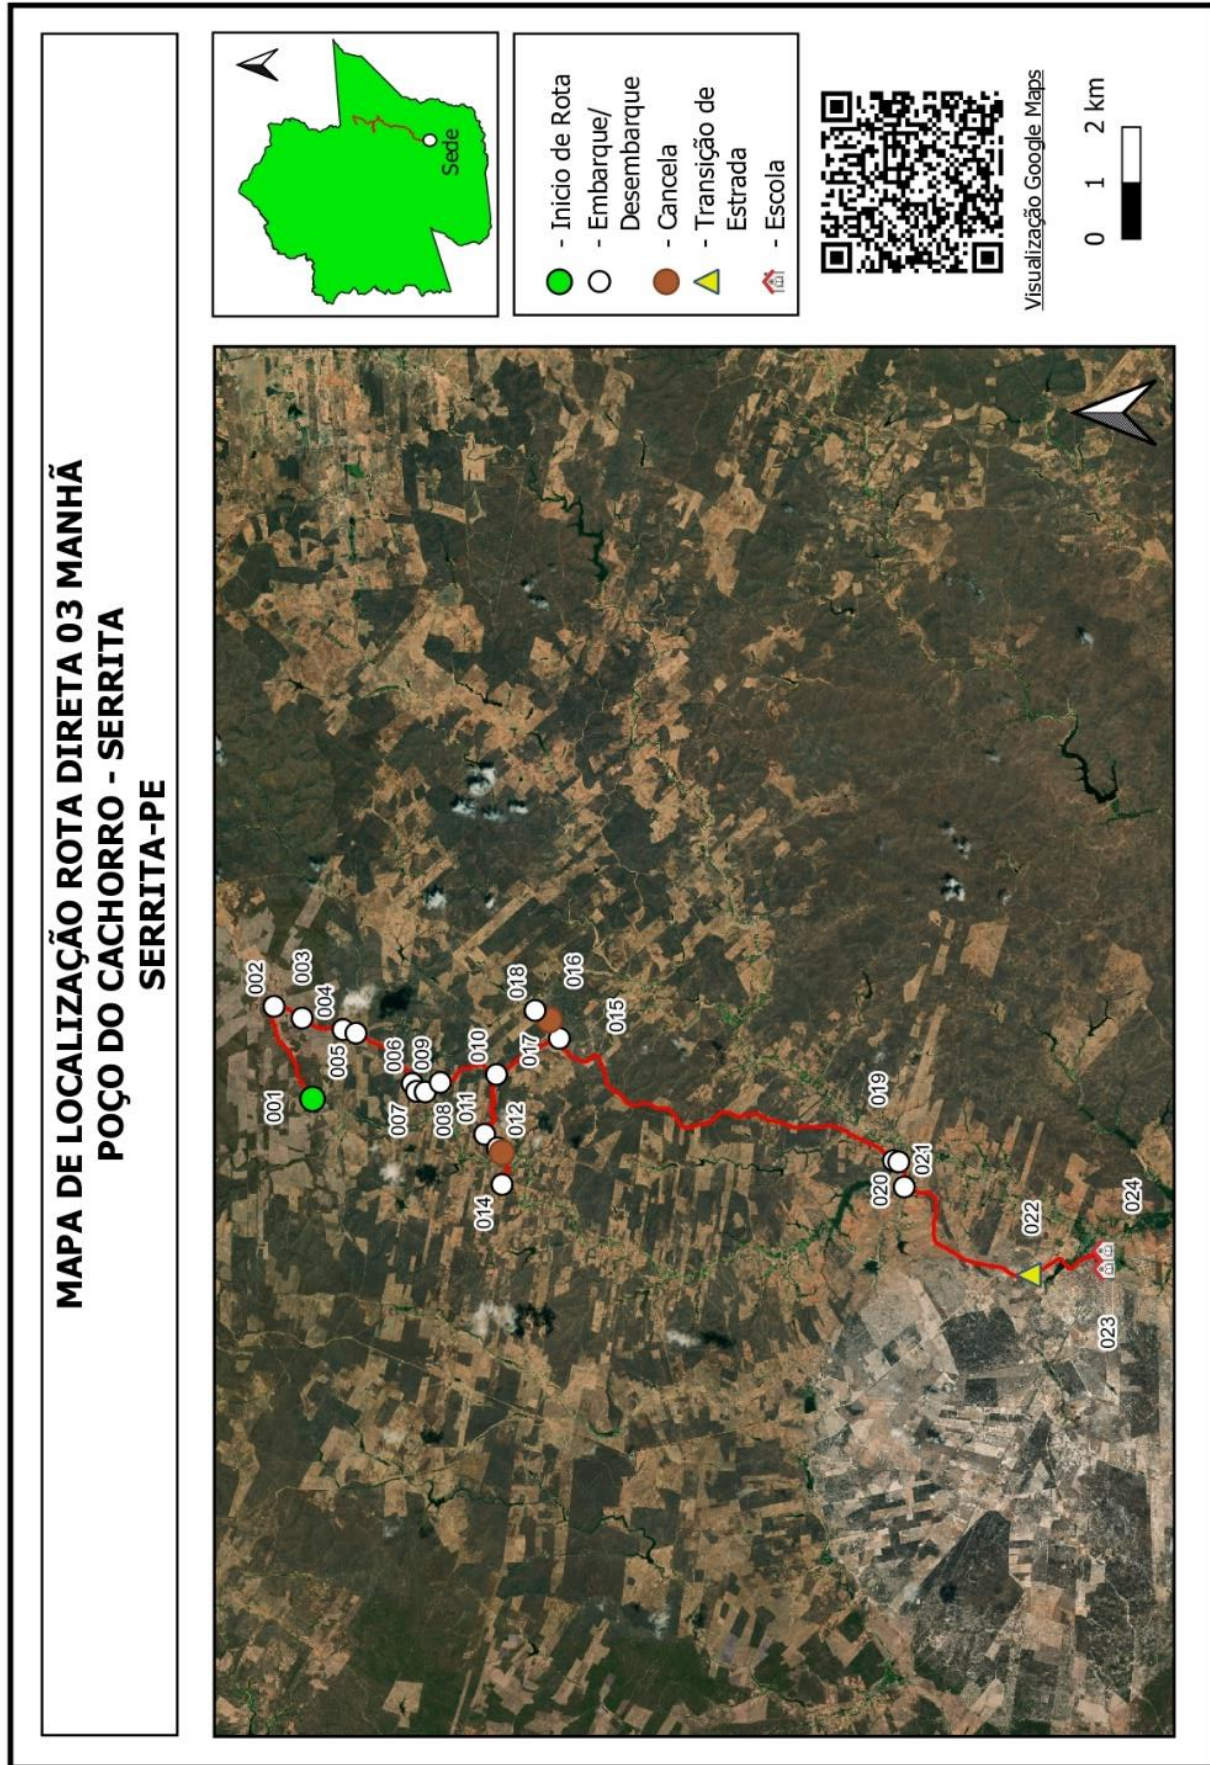 MAPA DE LOCALIZAÇÃO ROTA DIRETA 03 MANHÃ
POÇO DO CACHORRO - SERRITA
SERRITA-PE
Sede
- Inicio de Rota
- Embarque/
Desembarque
- Cancela
- Transição de
Estrada
- Escola
Visualização Google Maps
0 1 2 km
001
002
003
004
005
006
007
009
008
010
011
012
014
017
018
016
015
019
020
021
022
023
024